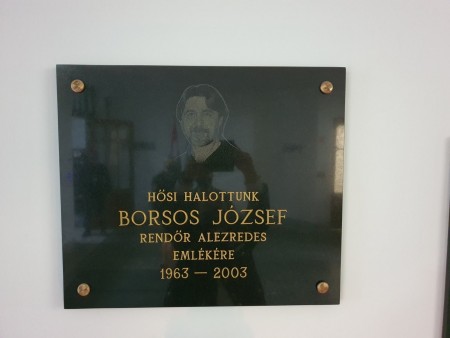 HŐSI HALOTTUNK
BORSOS JÓZSEF
RENDŐR ALEZREDES
EMLÉKÉRE
1963 — 2003